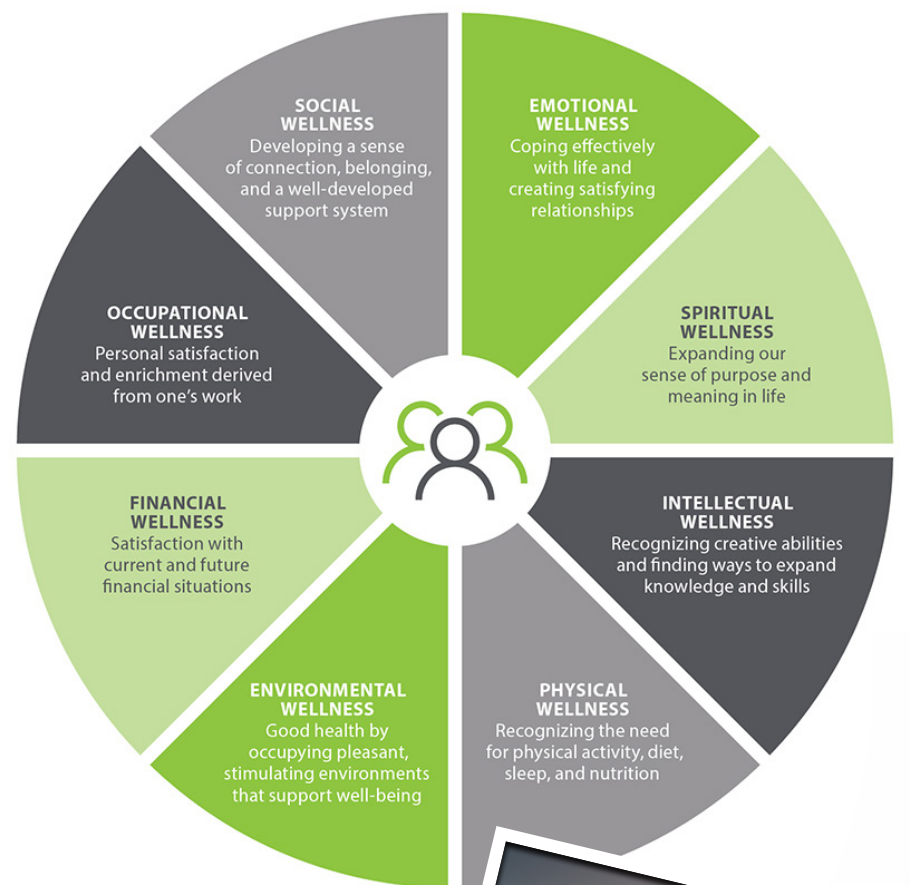 SOCIAL
WELLNESS
Developing a sense
of connection, belonging,
and a well-developed
support system
EMOTIONAL
WELLNESS
Coping effectively
with life and
creating satisfying
relationships
SPIRITUAL
WELLNESS
Expanding our
sense of purpose and
meaning in life
INTELLECTUAL
WELLNESS
Recognizing creative abilities
and finding ways to expand
knowledge and skills
PHYSICAL
WELLNESS
Recognizing the need
for physical activity, diet,
sleep, and nutrition
ENVIRONMENTAL
WELLNESS
Good health by
occupying pleasant,
stimulating environments
that support well-being
FINANCIAL
WELLNESS
Satisfaction with
current and future
financial situations
OCCUPATIONAL
WELLNESS
Personal satisfaction
and enrichment derived
from one’s work